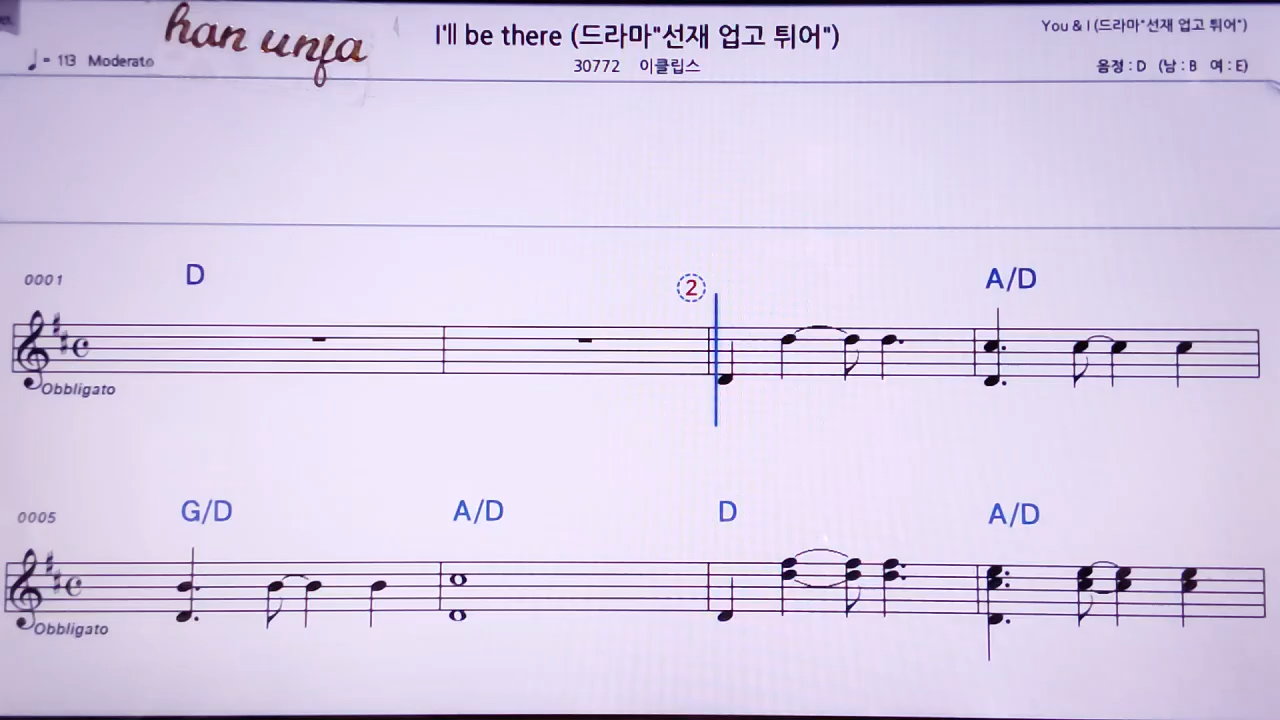 han unfa
I'll be there (드라마"선재 업고 튀어")
You & I (드라마"선재 업고 튀어")
♩= 113 Moderato
30772 이클립스
음정 : D (남 : B 여 : E)
0001 D ② A/D
Obbligato
0005 G/D A/D D A/D
Obbligato